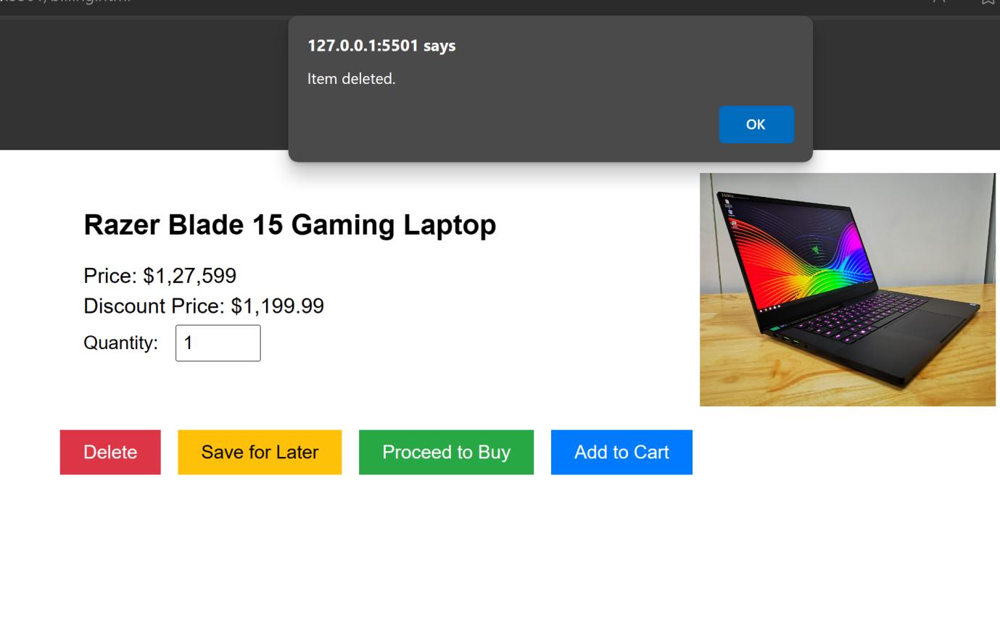 127.0.0.1:5501 says
Item deleted.
OK
Razer Blade 15 Gaming Laptop
Price: $1,27,599
Discount Price: $1,199.99
Quantity: 1
Delete Save for Later Proceed to Buy Add to Cart